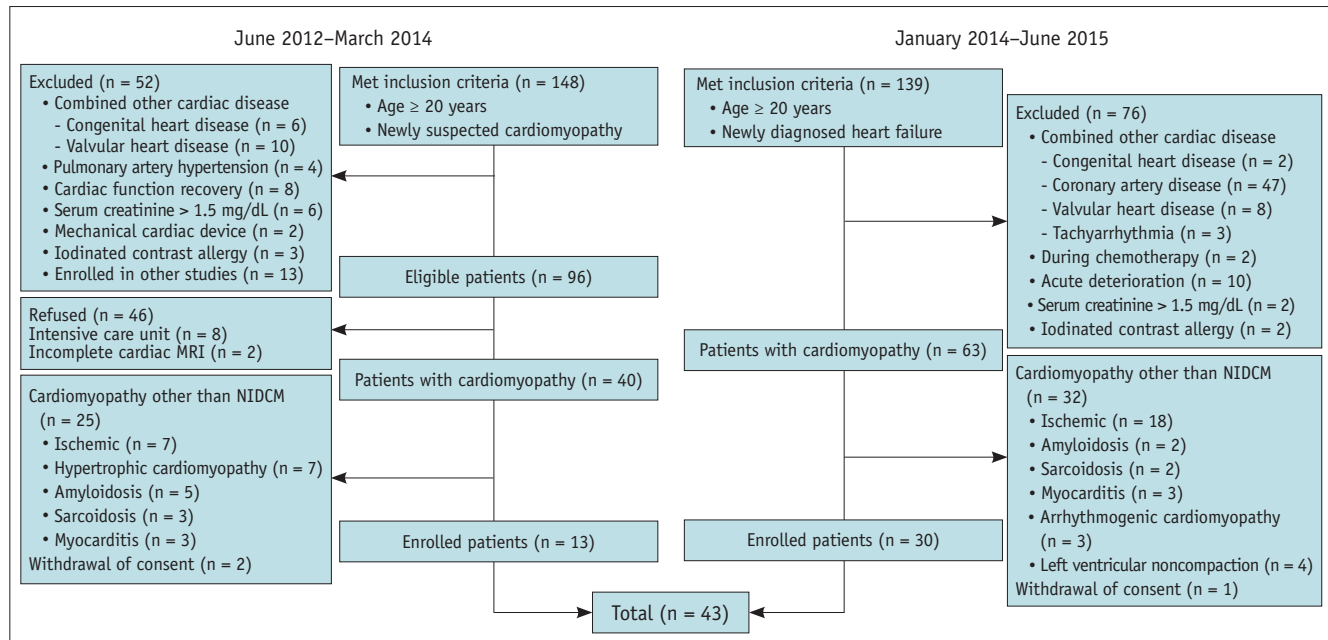 June 2012–March 2014
Excluded (n = 52)
• Combined other cardiac disease
- Congenital heart disease (n = 6)
- Valvular heart disease (n = 10)
• Pulmonary artery hypertension (n = 4)
• Cardiac function recovery (n = 8)
• Serum creatinine > 1.5 mg/dL (n = 6)
• Mechanical cardiac device (n = 2)
• Iodinated contrast allergy (n = 3)
• Enrolled in other studies (n = 13)
Met inclusion criteria (n = 148)
• Age ≥ 20 years
• Newly suspected cardiomyopathy
Eligible patients (n = 96)
Refused (n = 46)
Intensive care unit (n = 8)
Incomplete cardiac MRI (n = 2)
Patients with cardiomyopathy (n = 40)
Cardiomyopathy other than NIDCM
(n = 25)
• Ischemic (n = 7)
• Hypertrophic cardiomyopathy (n = 7)
• Amyloidosis (n = 5)
• Sarcoidosis (n = 3)
• Myocarditis (n = 3)
Withdrawal of consent (n = 2)
Enrolled patients (n = 13)
January 2014–June 2015
Met inclusion criteria (n = 139)
• Age ≥ 20 years
• Newly diagnosed heart failure
Excluded (n = 76)
• Combined other cardiac disease
- Congenital heart disease (n = 2)
- Coronary artery disease (n = 47)
- Valvular heart disease (n = 8)
- Tachyarrhythmia (n = 3)
• During chemotherapy (n = 2)
• Acute deterioration (n = 10)
• Serum creatinine > 1.5 mg/dL (n = 2)
• Iodinated contrast allergy (n = 2)
Patients with cardiomyopathy (n = 63)
Cardiomyopathy other than NIDCM
(n = 32)
• Ischemic (n = 18)
• Amyloidosis (n = 2)
• Sarcoidosis (n = 2)
• Myocarditis (n = 3)
• Arrhythmogenic cardiomyopathy
(n = 3)
• Left ventricular noncompaction (n = 4)
Withdrawal of consent (n = 1)
Enrolled patients (n = 30)
Total (n = 43)